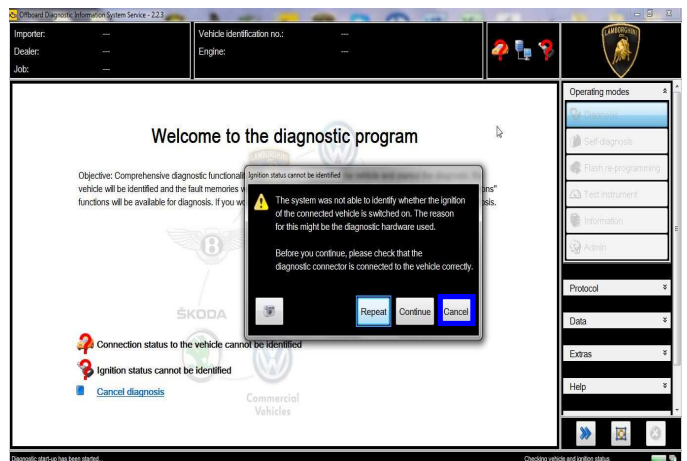 Offboard Diagnostic Information System Service - 2.2.3
Importer: ---
Dealer: ---
Job: ---
Vehicle identification no.: ---
Engine: ---
LAMBORGHINI
Operating modes
Diagnosis
Self-diagnosis
Flash re-programming
Test instrument
Information
Admin
Protocol
Data
Extras
Help
Welcome to the diagnostic program
Objective: Comprehensive diagnostic functionali
vehicle will be identified and the fault memories w
ons"
functions will be available for diagnosis. If you wo
osis.
Ignition status cannot be identified
The system was not able to identify whether the ignition
of the connected vehicle is switched on. The reason
for this might be the diagnostic hardware used.
Before you continue, please check that the
diagnostic connector is connected to the vehicle correctly.
Repeat Continue Cancel
ŠKODA
Connection status to the vehicle cannot be identified
Ignition status cannot be identified
Cancel diagnosis
Commercial
Vehicles
Diagnostic start-up has been started...
Checking vehicle and ignition status